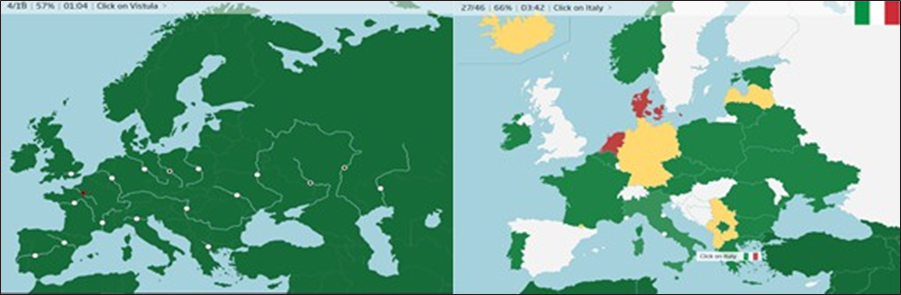 4/18 | 57% | 01:04 | Click on Vistula >
27/46 | 66% | 03:42 | Click on Italy >
Click on Italy